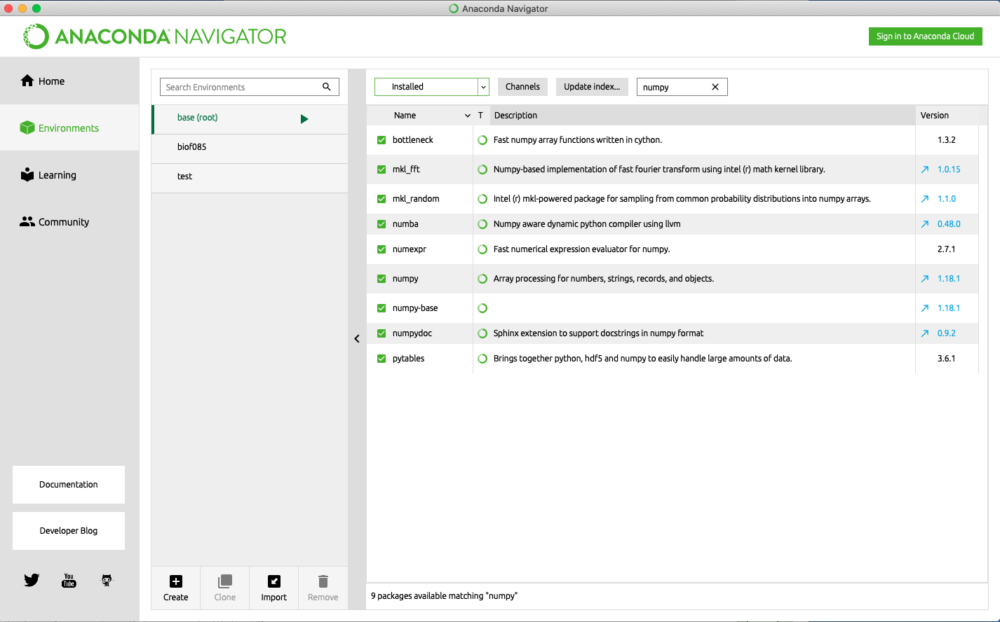 Anaconda Navigator
ANACONDA NAVIGATOR
Sign in to Anaconda Cloud
Home
Environments
Learning
Community
Documentation
Developer Blog
You
Tube
Search Environments
base (root)
biof085
test
Create
Clone
Import
Remove
Installed
Channels
Update index...
numpy
Name T Description Version
bottleneck Fast numpy array functions written in cython. 1.3.2
mkl_fft Numpy-based implementation of fast fourier transform using intel (r) math kernel library. 1.0.15
mkl_random Intel (r) mkl-powered package for sampling from common probability distributions into numpy arrays. 1.1.0
numba Numpy aware dynamic python compiler using llvm 0.48.0
numexpr Fast numerical expression evaluator for numpy. 2.7.1
numpy Array processing for numbers, strings, records, and objects. 1.18.1
numpy-base 1.18.1
numpydoc Sphinx extension to support docstrings in numpy format 0.9.2
pytables Brings together python, hdf5 and numpy to easily handle large amounts of data. 3.6.1
9 packages available matching "numpy"